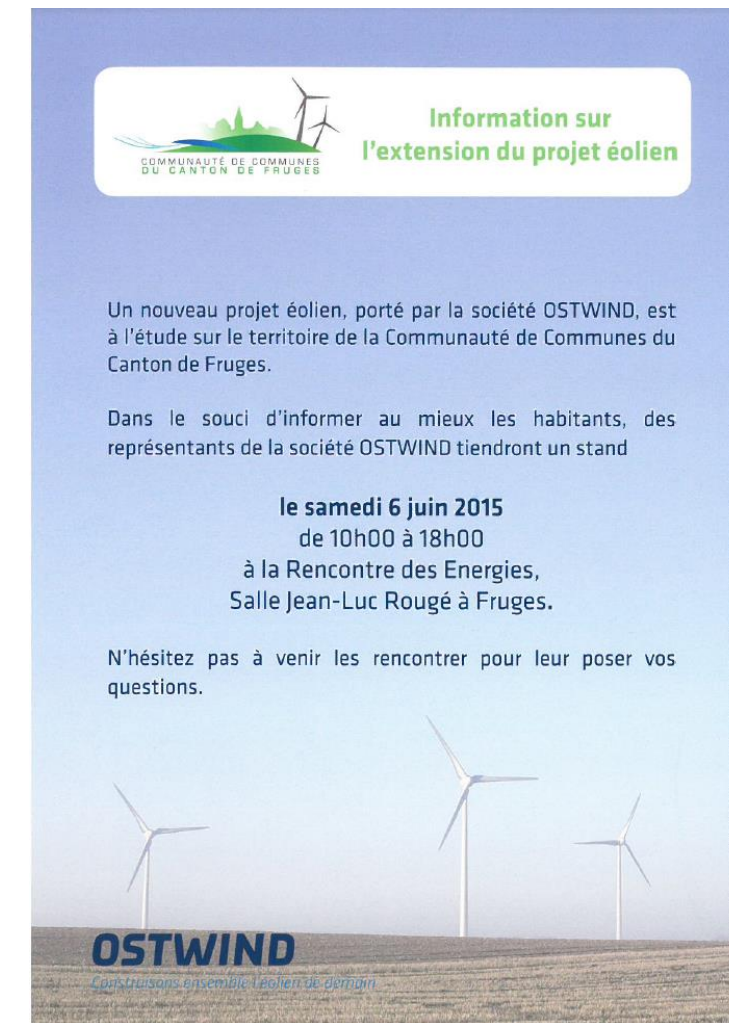 COMMUNAUTÉ DE COMMUNES
DU CANTON DE FRUGES
Information sur
l'extension du projet éolien
Un nouveau projet éolien, porté par la société OSTWIND, est
à l'étude sur le territoire de la Communauté de Communes du
Canton de Fruges.
Dans le souci d'informer au mieux les habitants, des
représentants de la société OSTWIND tiendront un stand
le samedi 6 juin 2015
de 10h00 à 18h00
à la Rencontre des Energies,
Salle Jean-Luc Rougé à Fruges.
N'hésitez pas à venir les rencontrer pour leur poser vos
questions.
OSTWIND
Construisons ensemble l'éolien de demain